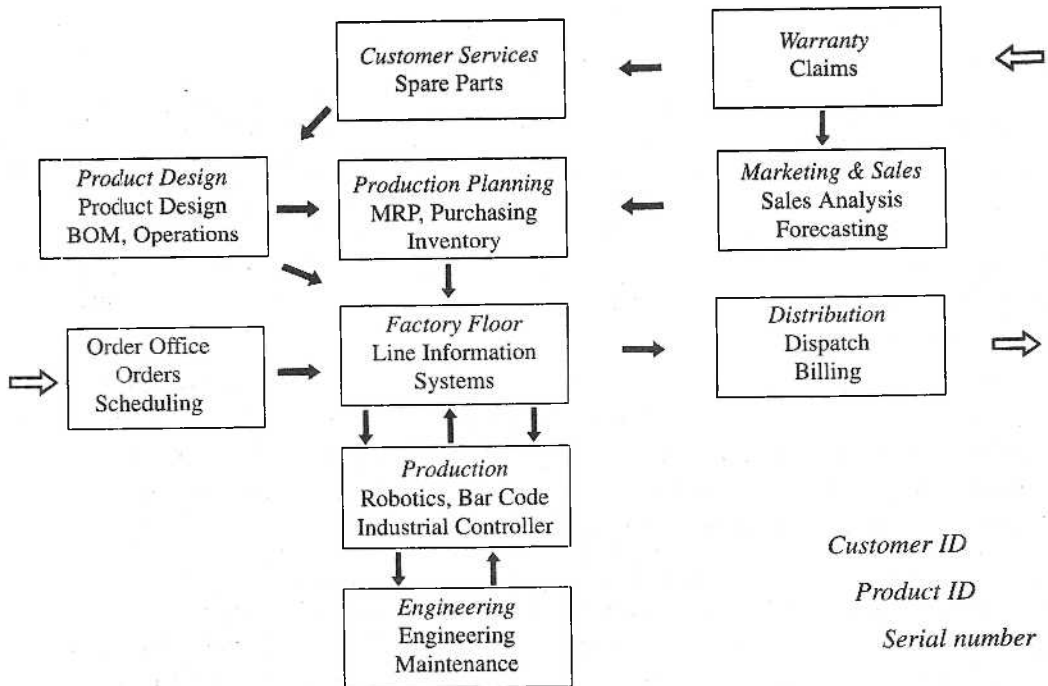 Customer Services
Spare Parts
Warranty
Claims
Product Design
Product Design
BOM, Operations
Production Planning
MRP, Purchasing
Inventory
Marketing & Sales
Sales Analysis
Forecasting
Order Office
Orders
Scheduling
Factory Floor
Line Information
Systems
Distribution
Dispatch
Billing
Production
Robotics, Bar Code
Industrial Controller
Engineering
Engineering
Maintenance
Customer ID
Product ID
Serial number